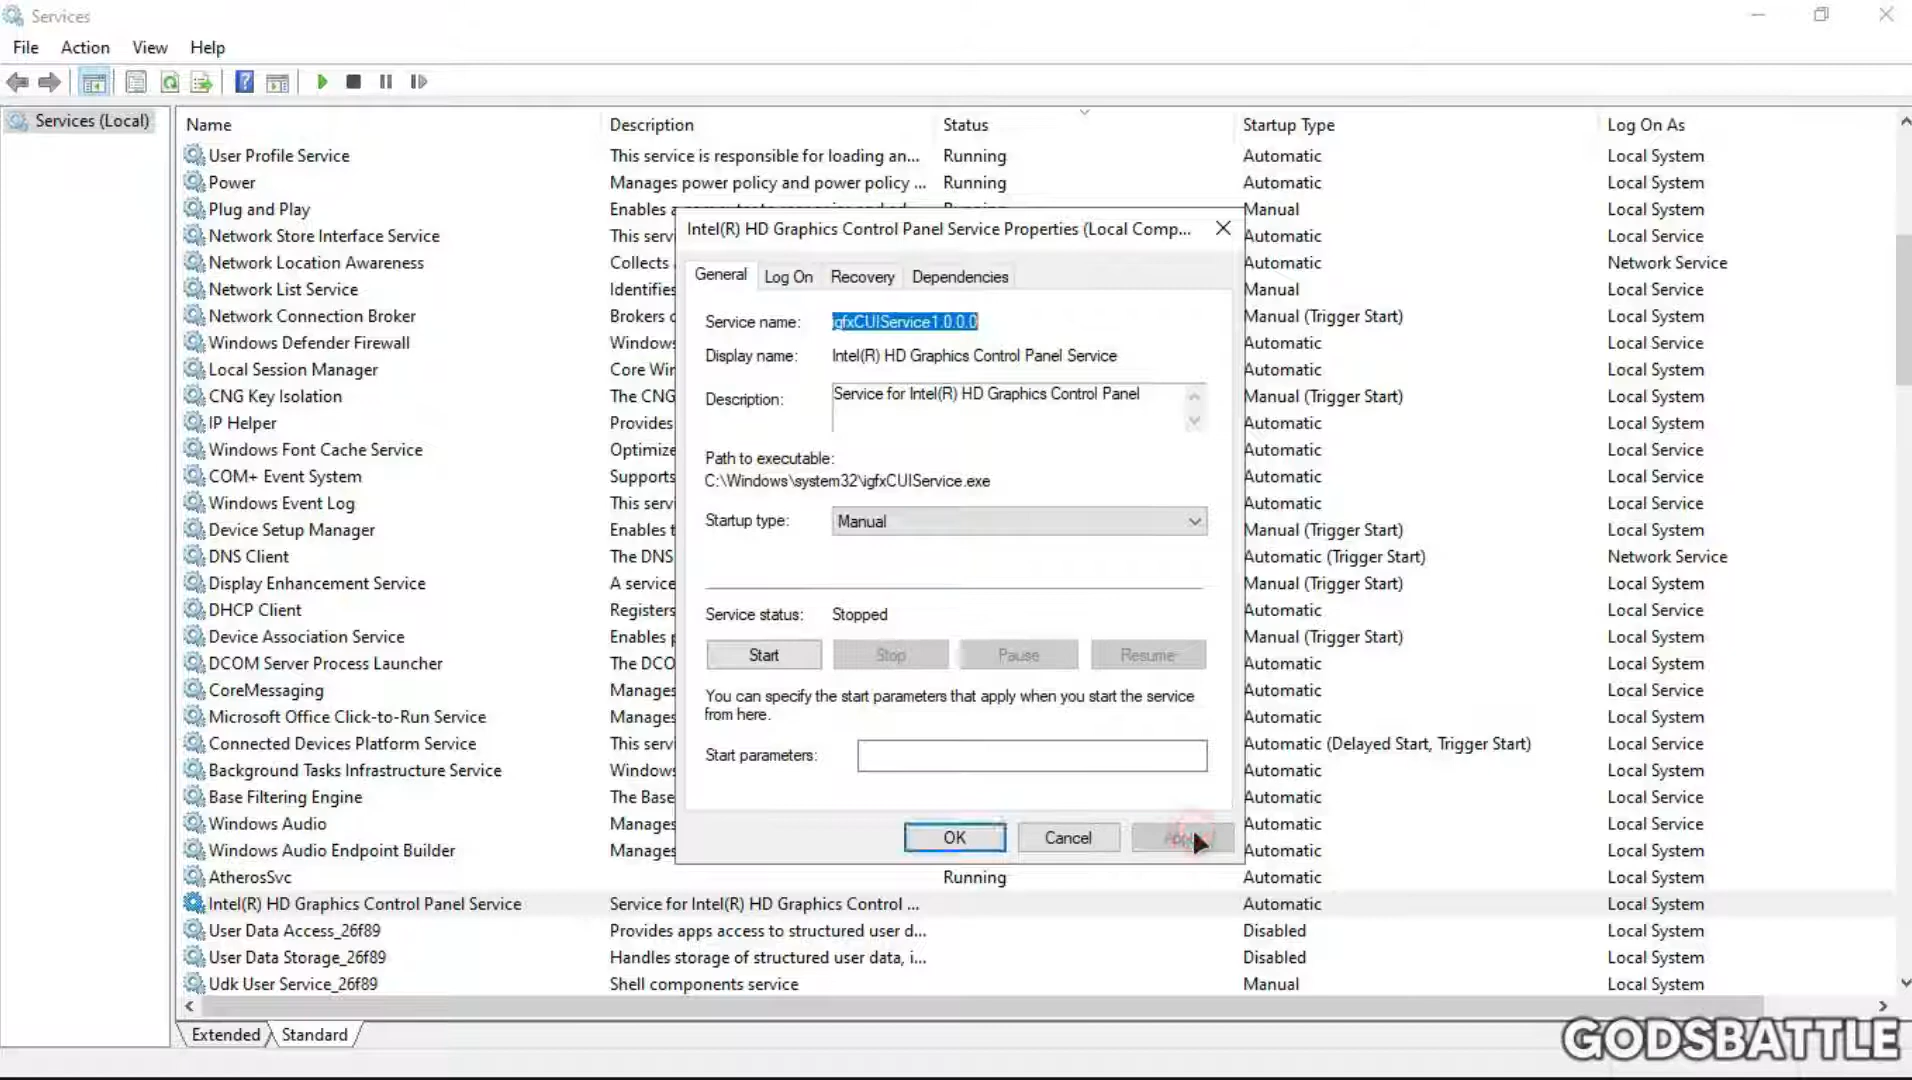 Services
File Action View Help
Services (Local)
Name Description Status Startup Type Log On As
User Profile Service This service is responsible for loading an... Running Automatic Local System
Power Manages power policy and power policy ... Running Automatic Local System
Plug and Play Enables a Manual Local System
Network Store Interface Service This serv Automatic Local Service
Network Location Awareness Collects Automatic Network Service
Network List Service Identifies Manual Local Service
Network Connection Broker Brokers c Manual (Trigger Start) Local System
Windows Defender Firewall Windows Automatic Local Service
Local Session Manager Core Win Automatic Local System
CNG Key Isolation The CNG Manual (Trigger Start) Local System
IP Helper Provides Automatic Local System
Windows Font Cache Service Optimize Automatic Local Service
COM+ Event System Supports Automatic Local Service
Windows Event Log This serv Automatic Local Service
Device Setup Manager Enables t Manual (Trigger Start) Local System
DNS Client The DNS Automatic (Trigger Start) Network Service
Display Enhancement Service A service Manual (Trigger Start) Local System
DHCP Client Registers Automatic Local Service
Device Association Service Enables p Manual (Trigger Start) Local System
DCOM Server Process Launcher The DCO Automatic Local System
CoreMessaging Manages Automatic Local Service
Microsoft Office Click-to-Run Service Manages Automatic Local System
Connected Devices Platform Service This serv Automatic (Delayed Start, Trigger Start) Local Service
Background Tasks Infrastructure Service Windows Automatic Local System
Base Filtering Engine The Base Automatic Local Service
Windows Audio Manages Automatic Local Service
Windows Audio Endpoint Builder Manages Automatic Local System
AtherosSvc Running Automatic Local System
Intel(R) HD Graphics Control Panel Service Service for Intel(R) HD Graphics Control ... Automatic Local System
User Data Access_26f89 Provides apps access to structured user d... Disabled Local System
User Data Storage_26f89 Handles storage of structured user data, i... Disabled Local System
Udk User Service_26f89 Shell components service Manual Local System
Extended Standard
Intel(R) HD Graphics Control Panel Service Properties (Local Comp...
General Log On Recovery Dependencies
Service name: igfxCUIService1.0.0.0
Display name: Intel(R) HD Graphics Control Panel Service
Description: Service for Intel(R) HD Graphics Control Panel
Path to executable:
C:\Windows\system32\igfxCUIService.exe
Startup type: Manual
Service status: Stopped
Start Stop Pause Resume
You can specify the start parameters that apply when you start the service
from here.
Start parameters:
OK Cancel
GODSBATTLE